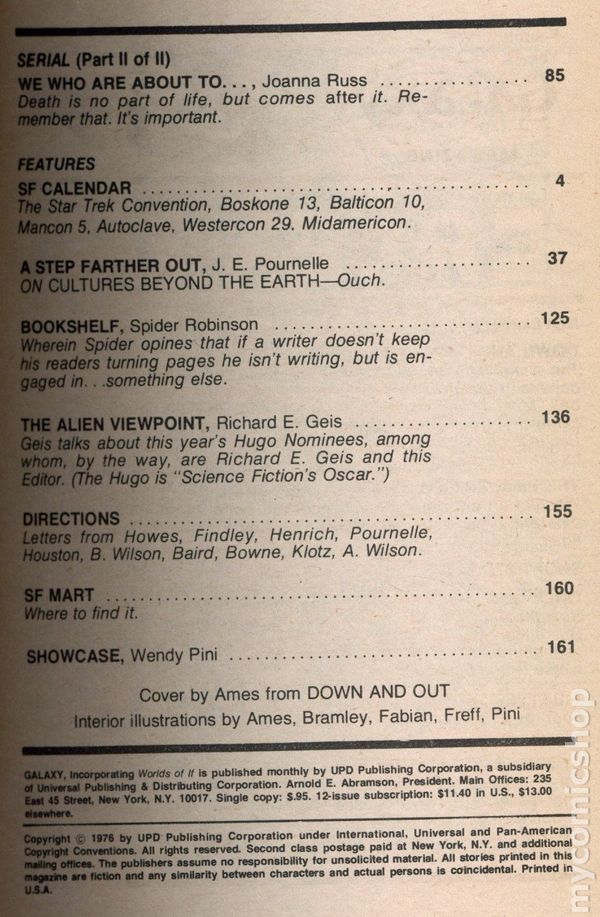 SERIAL (Part II of II)
WE WHO ARE ABOUT TO. . . , Joanna Russ ................ 85
Death is no part of life, but comes after it. Re-
member that. It's important.
FEATURES
SF CALENDAR ........................................ 4
The Star Trek Convention, Boskone 13, Balticon 10,
Mancon 5, Autoclave, Westercon 29, Midamericon.
A STEP FARTHER OUT, J. E. Pournelle ................... 37
ON CULTURES BEYOND THE EARTH—Ouch.
BOOKSHELF, Spider Robinson ........................... 125
Wherein Spider opines that if a writer doesn't keep
his readers turning pages he isn't writing, but is en-
gaged in. . .something else.
THE ALIEN VIEWPOINT, Richard E. Geis .................. 136
Geis talks about this year's Hugo Nominees, among
whom, by the way, are Richard E. Geis and this
Editor. (The Hugo is "Science Fiction's Oscar.")
DIRECTIONS .......................................... 155
Letters from Howes, Findley, Henrich, Pournelle,
Houston, B. Wilson, Baird, Bowne, Klotz, A. Wilson.
SF MART ............................................. 160
Where to find it.
SHOWCASE, Wendy Pini ................................ 161
Cover by Ames from DOWN AND OUT
Interior illustrations by Ames, Bramley, Fabian, Freff, Pini
GALAXY, Incorporating Worlds of If is published monthly by UPD Publishing Corporation, a subsidiary
of Universal Publishing & Distributing Corporation. Arnold E. Abramson, President. Main Offices: 235
East 45 Street, New York, N.Y. 10017. Single copy: $.95. 12-issue subscription: $11.40 in U.S., $13.00
elsewhere.
Copyright © 1976 by UPD Publishing Corporation under International, Universal and Pan-American
Copyright Conventions. All rights reserved. Second class postage paid at New York, N.Y. and additional
mailing offices. The publishers assume no responsibility for unsolicited material. All stories printed in this
magazine are fiction and any similarity between characters and actual persons is coincidental. Printed in
U.S.A.
mycomicshop